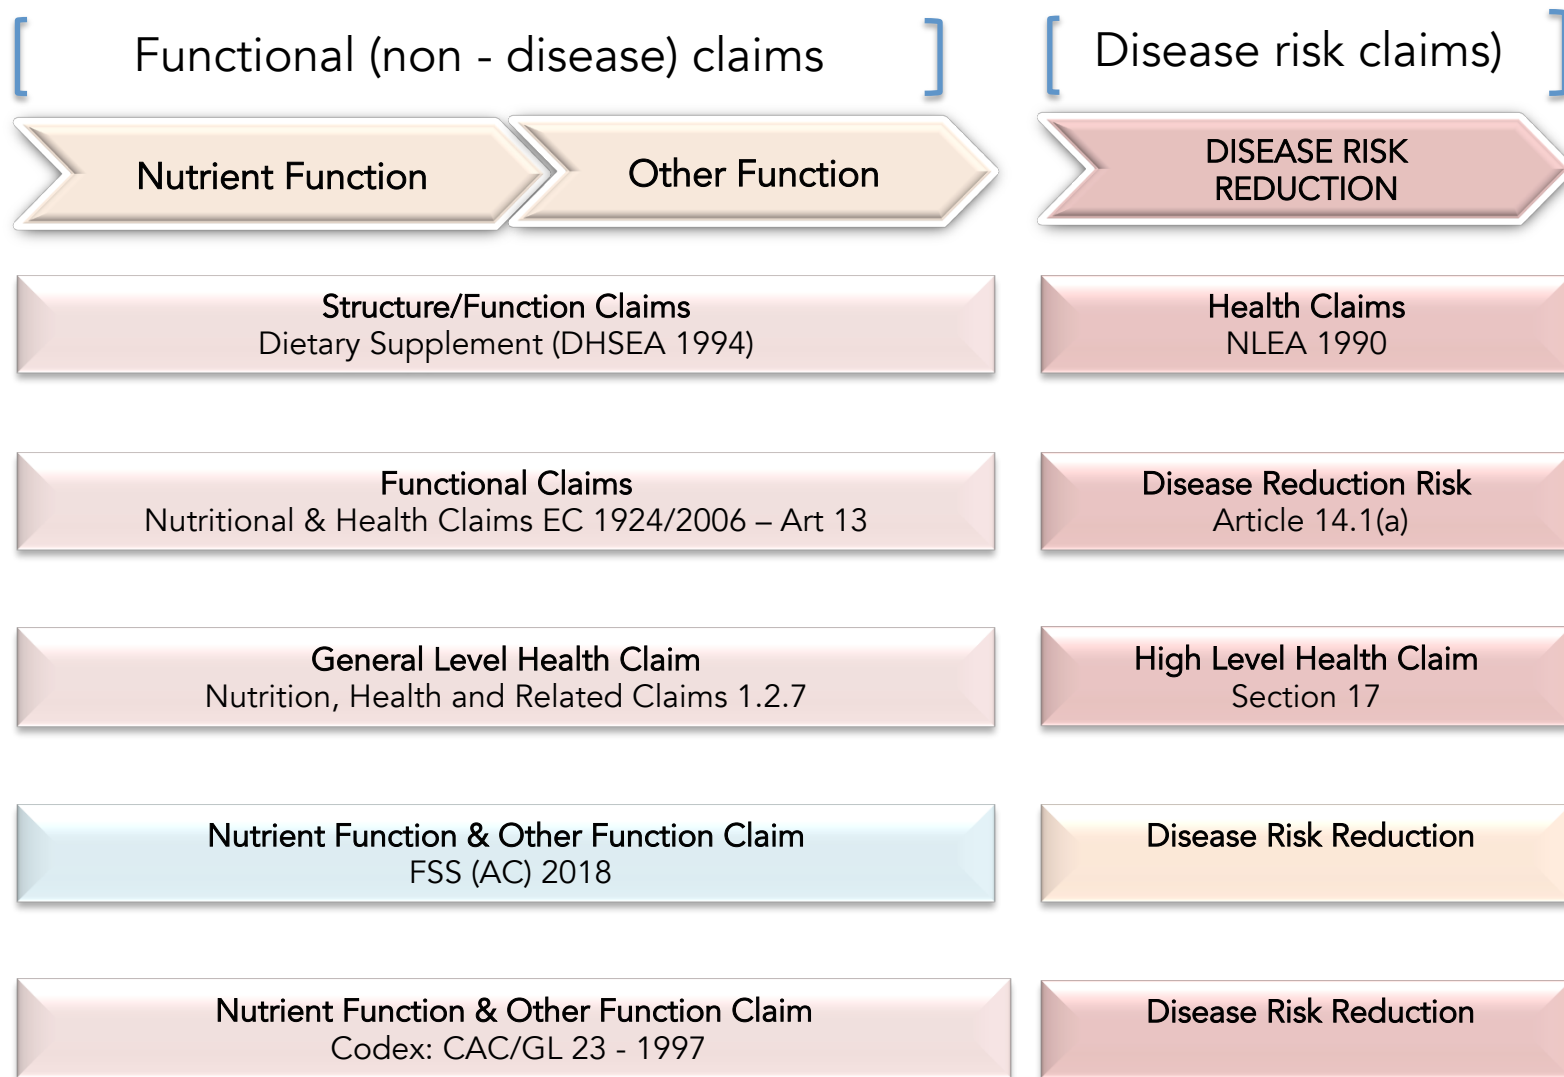 Functional (non - disease) claims
Disease risk claims)
Nutrient Function
Other Function
DISEASE RISK
REDUCTION
Structure/Function Claims
Dietary Supplement (DHSEA 1994)
Health Claims
NLEA 1990
Functional Claims
Nutritional & Health Claims EC 1924/2006 – Art 13
Disease Reduction Risk
Article 14.1(a)
General Level Health Claim
Nutrition, Health and Related Claims 1.2.7
High Level Health Claim
Section 17
Nutrient Function & Other Function Claim
FSS (AC) 2018
Disease Risk Reduction
Nutrient Function & Other Function Claim
Codex: CAC/GL 23 - 1997
Disease Risk Reduction